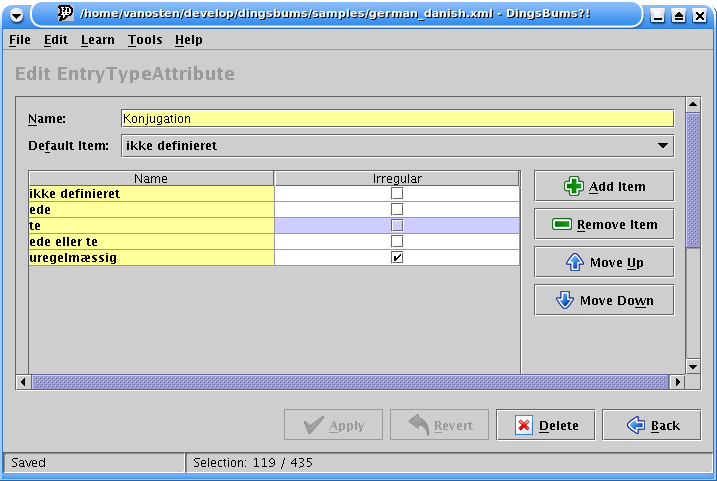 /home/vanosten/develop/dingsbums/samples/german_danish.xml - DingsBums?!
File Edit Learn Tools Help
Edit EntryTypeAttribute
Name: Konjugation
Default Item: ikke definieret
Name Irregular
ikke definieret
ede
te
ede eller te
uregelmæssig
Add Item
Remove Item
Move Up
Move Down
Apply Revert Delete Back
Saved Selection: 119 / 435